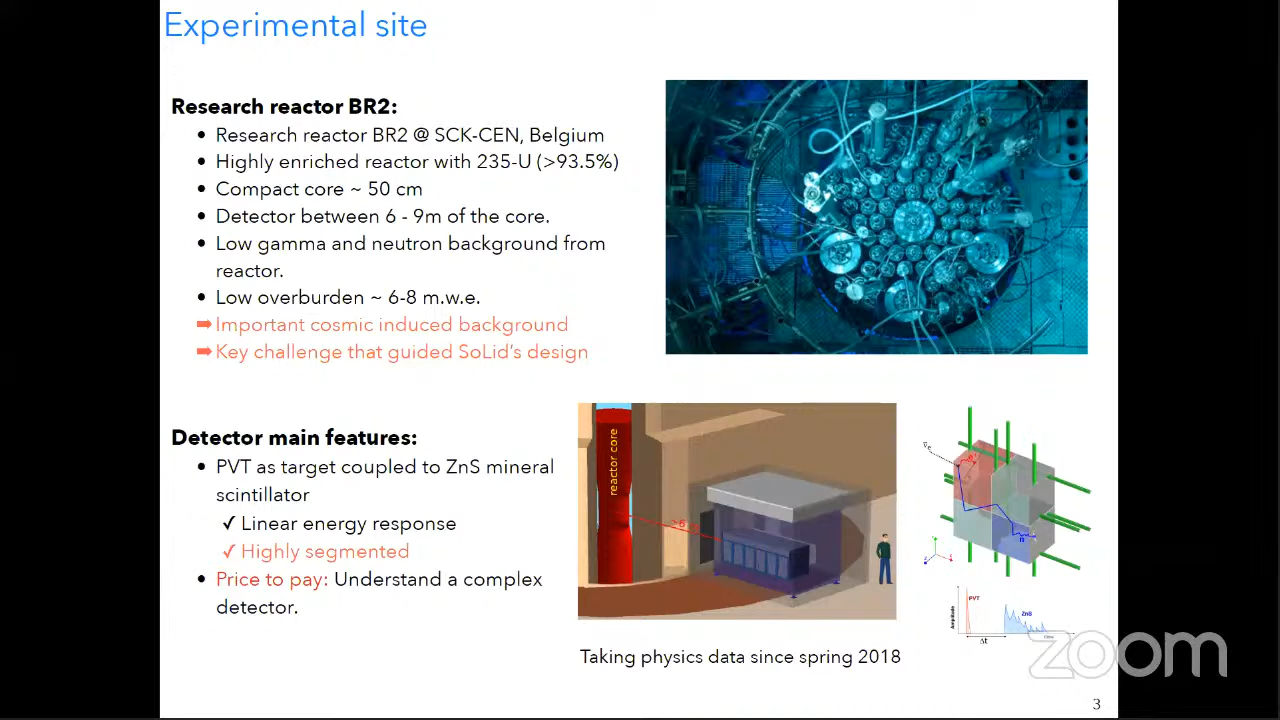 Experimental site
Research reactor BR2:
• Research reactor BR2 @ SCK-CEN, Belgium
• Highly enriched reactor with 235-U (>93.5%)
• Compact core ~ 50 cm
• Detector between 6 - 9m of the core.
• Low gamma and neutron background from
reactor.
• Low overburden ~ 6-8 m.w.e.
➡ Important cosmic induced background
➡ Key challenge that guided SoLid's design
Detector main features:
• PVT as target coupled to ZnS mineral
scintillator
✓ Linear energy response
✓ Highly segmented
• Price to pay: Understand a complex
detector.
reactor core
n
PVT
ZnS
Amplitude
Time
Δt
Taking physics data since spring 2018
zoom
3